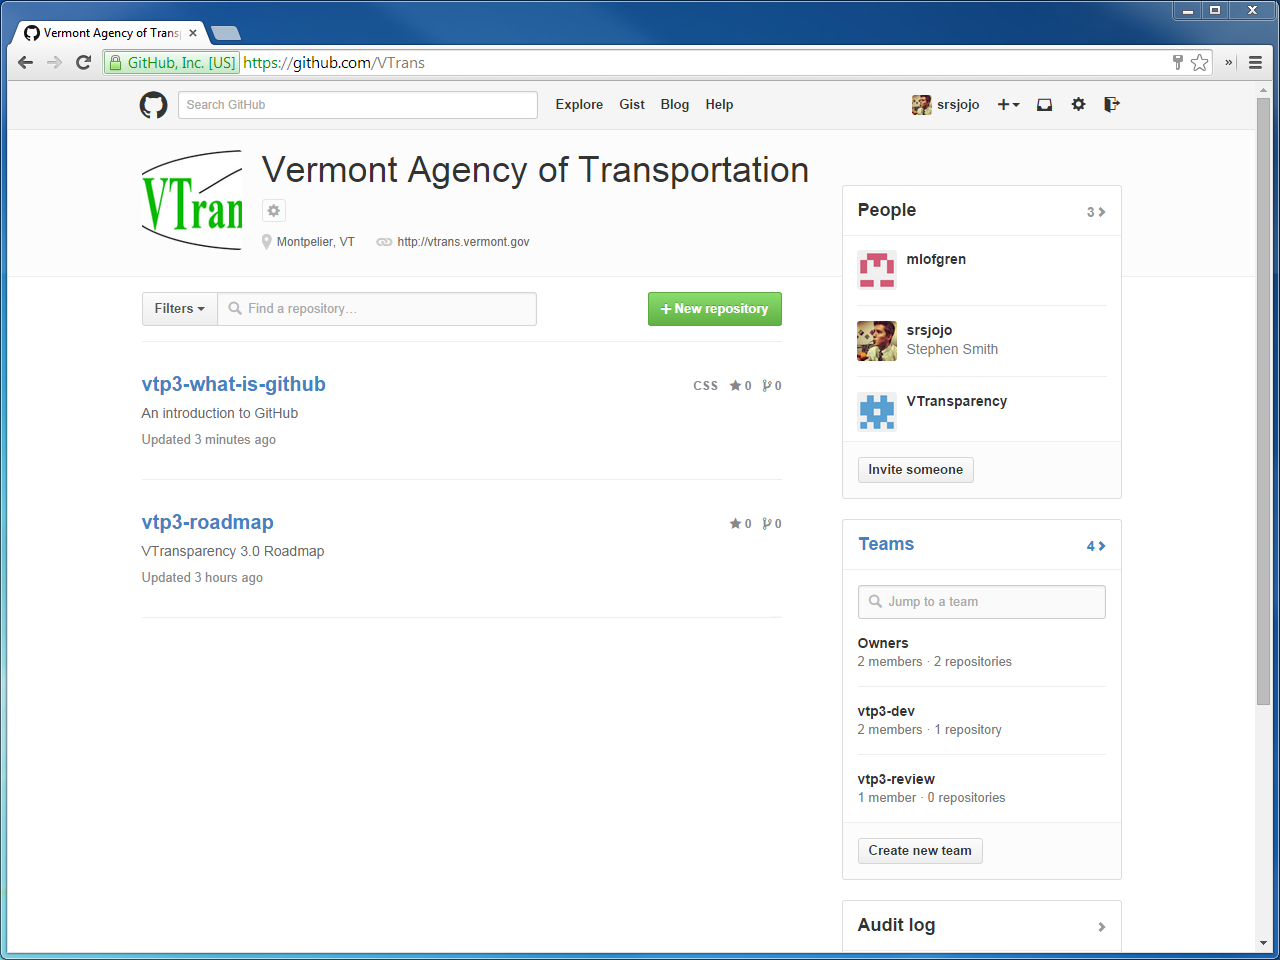 Vermont Agency of Trans
GitHub, Inc. [US] https://github.com/VTrans
Search GitHub
Explore Gist Blog Help
srsjojo
VTran
Vermont Agency of Transportation
Montpelier, VT http://vtrans.vermont.gov
Filters Find a repository... New repository
vtp3-what-is-github CSS 0 0
An introduction to GitHub
Updated 3 minutes ago
vtp3-roadmap 0 0
VTransparency 3.0 Roadmap
Updated 3 hours ago
People 3
mlofgren
srsjojo
Stephen Smith
VTransparency
Invite someone
Teams 4
Jump to a team
Owners
2 members · 2 repositories
vtp3-dev
2 members · 1 repository
vtp3-review
1 member · 0 repositories
Create new team
Audit log